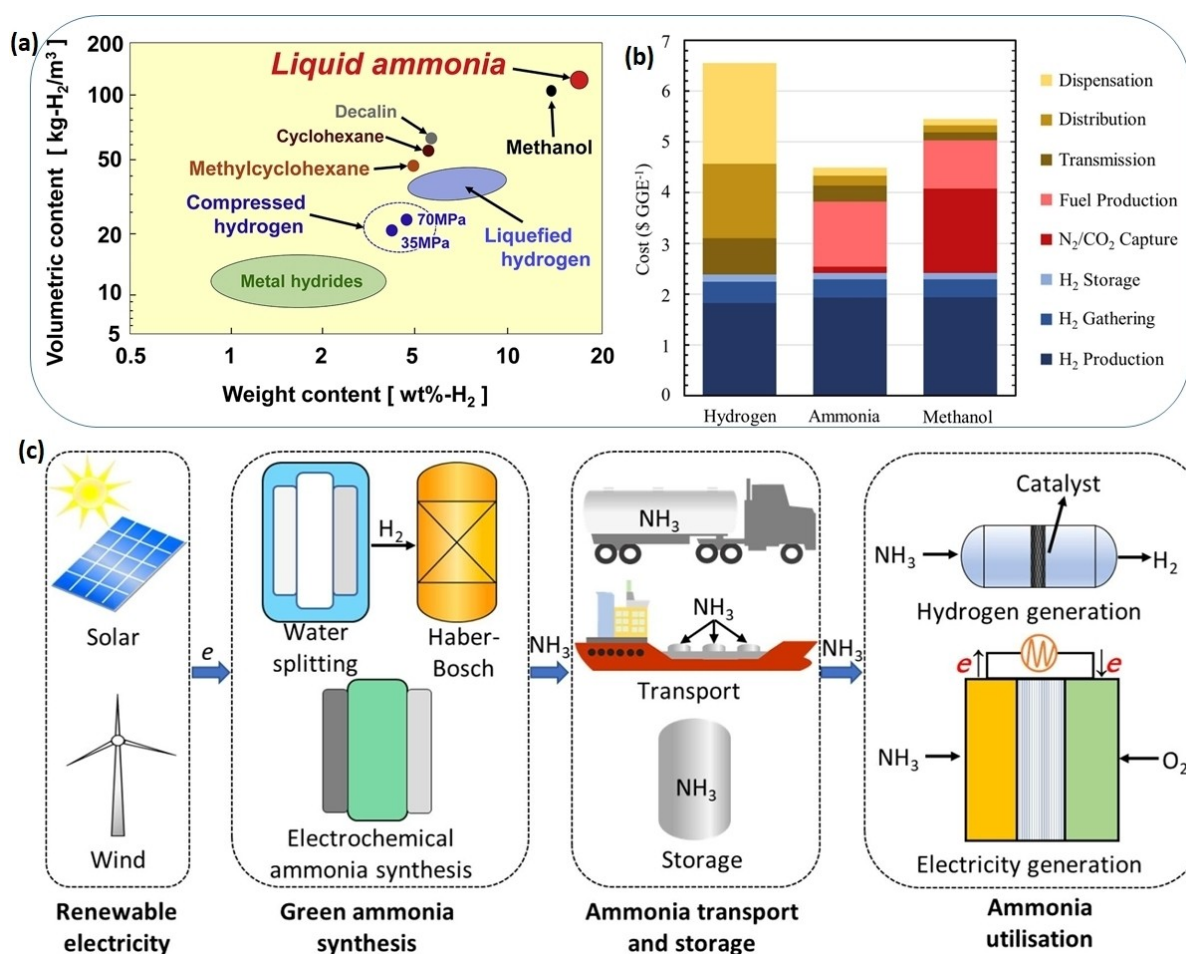 (a)
Volumetric content [ kg-H₂/m³ ]
200
100
50
20
10
5
Liquid ammonia
Decalin
Cyclohexane
Methanol
Methylcyclohexane
Compressed
hydrogen
70MPa
35MPa
Liquefied
hydrogen
Metal hydrides
0.5
1
2
5
10
20
Weight content [ wt%-H₂ ]
(b)
Cost ($ GGE⁻¹)
7
6
5
4
3
2
1
0
Hydrogen
Ammonia
Methanol
Dispensation
Distribution
Transmission
Fuel Production
N₂/CO₂ Capture
H₂ Storage
H₂ Gathering
H₂ Production
(c)
Solar
Wind
Renewable
electricity
e
H₂
Water
splitting
Haber-
Bosch
Electrochemical
ammonia synthesis
Green ammonia
synthesis
NH₃
NH₃
NH₃
Transport
NH₃
Storage
Ammonia transport
and storage
NH₃
Catalyst
NH₃
H₂
Hydrogen generation
e
e
NH₃
O₂
Electricity generation
Ammonia
utilisation